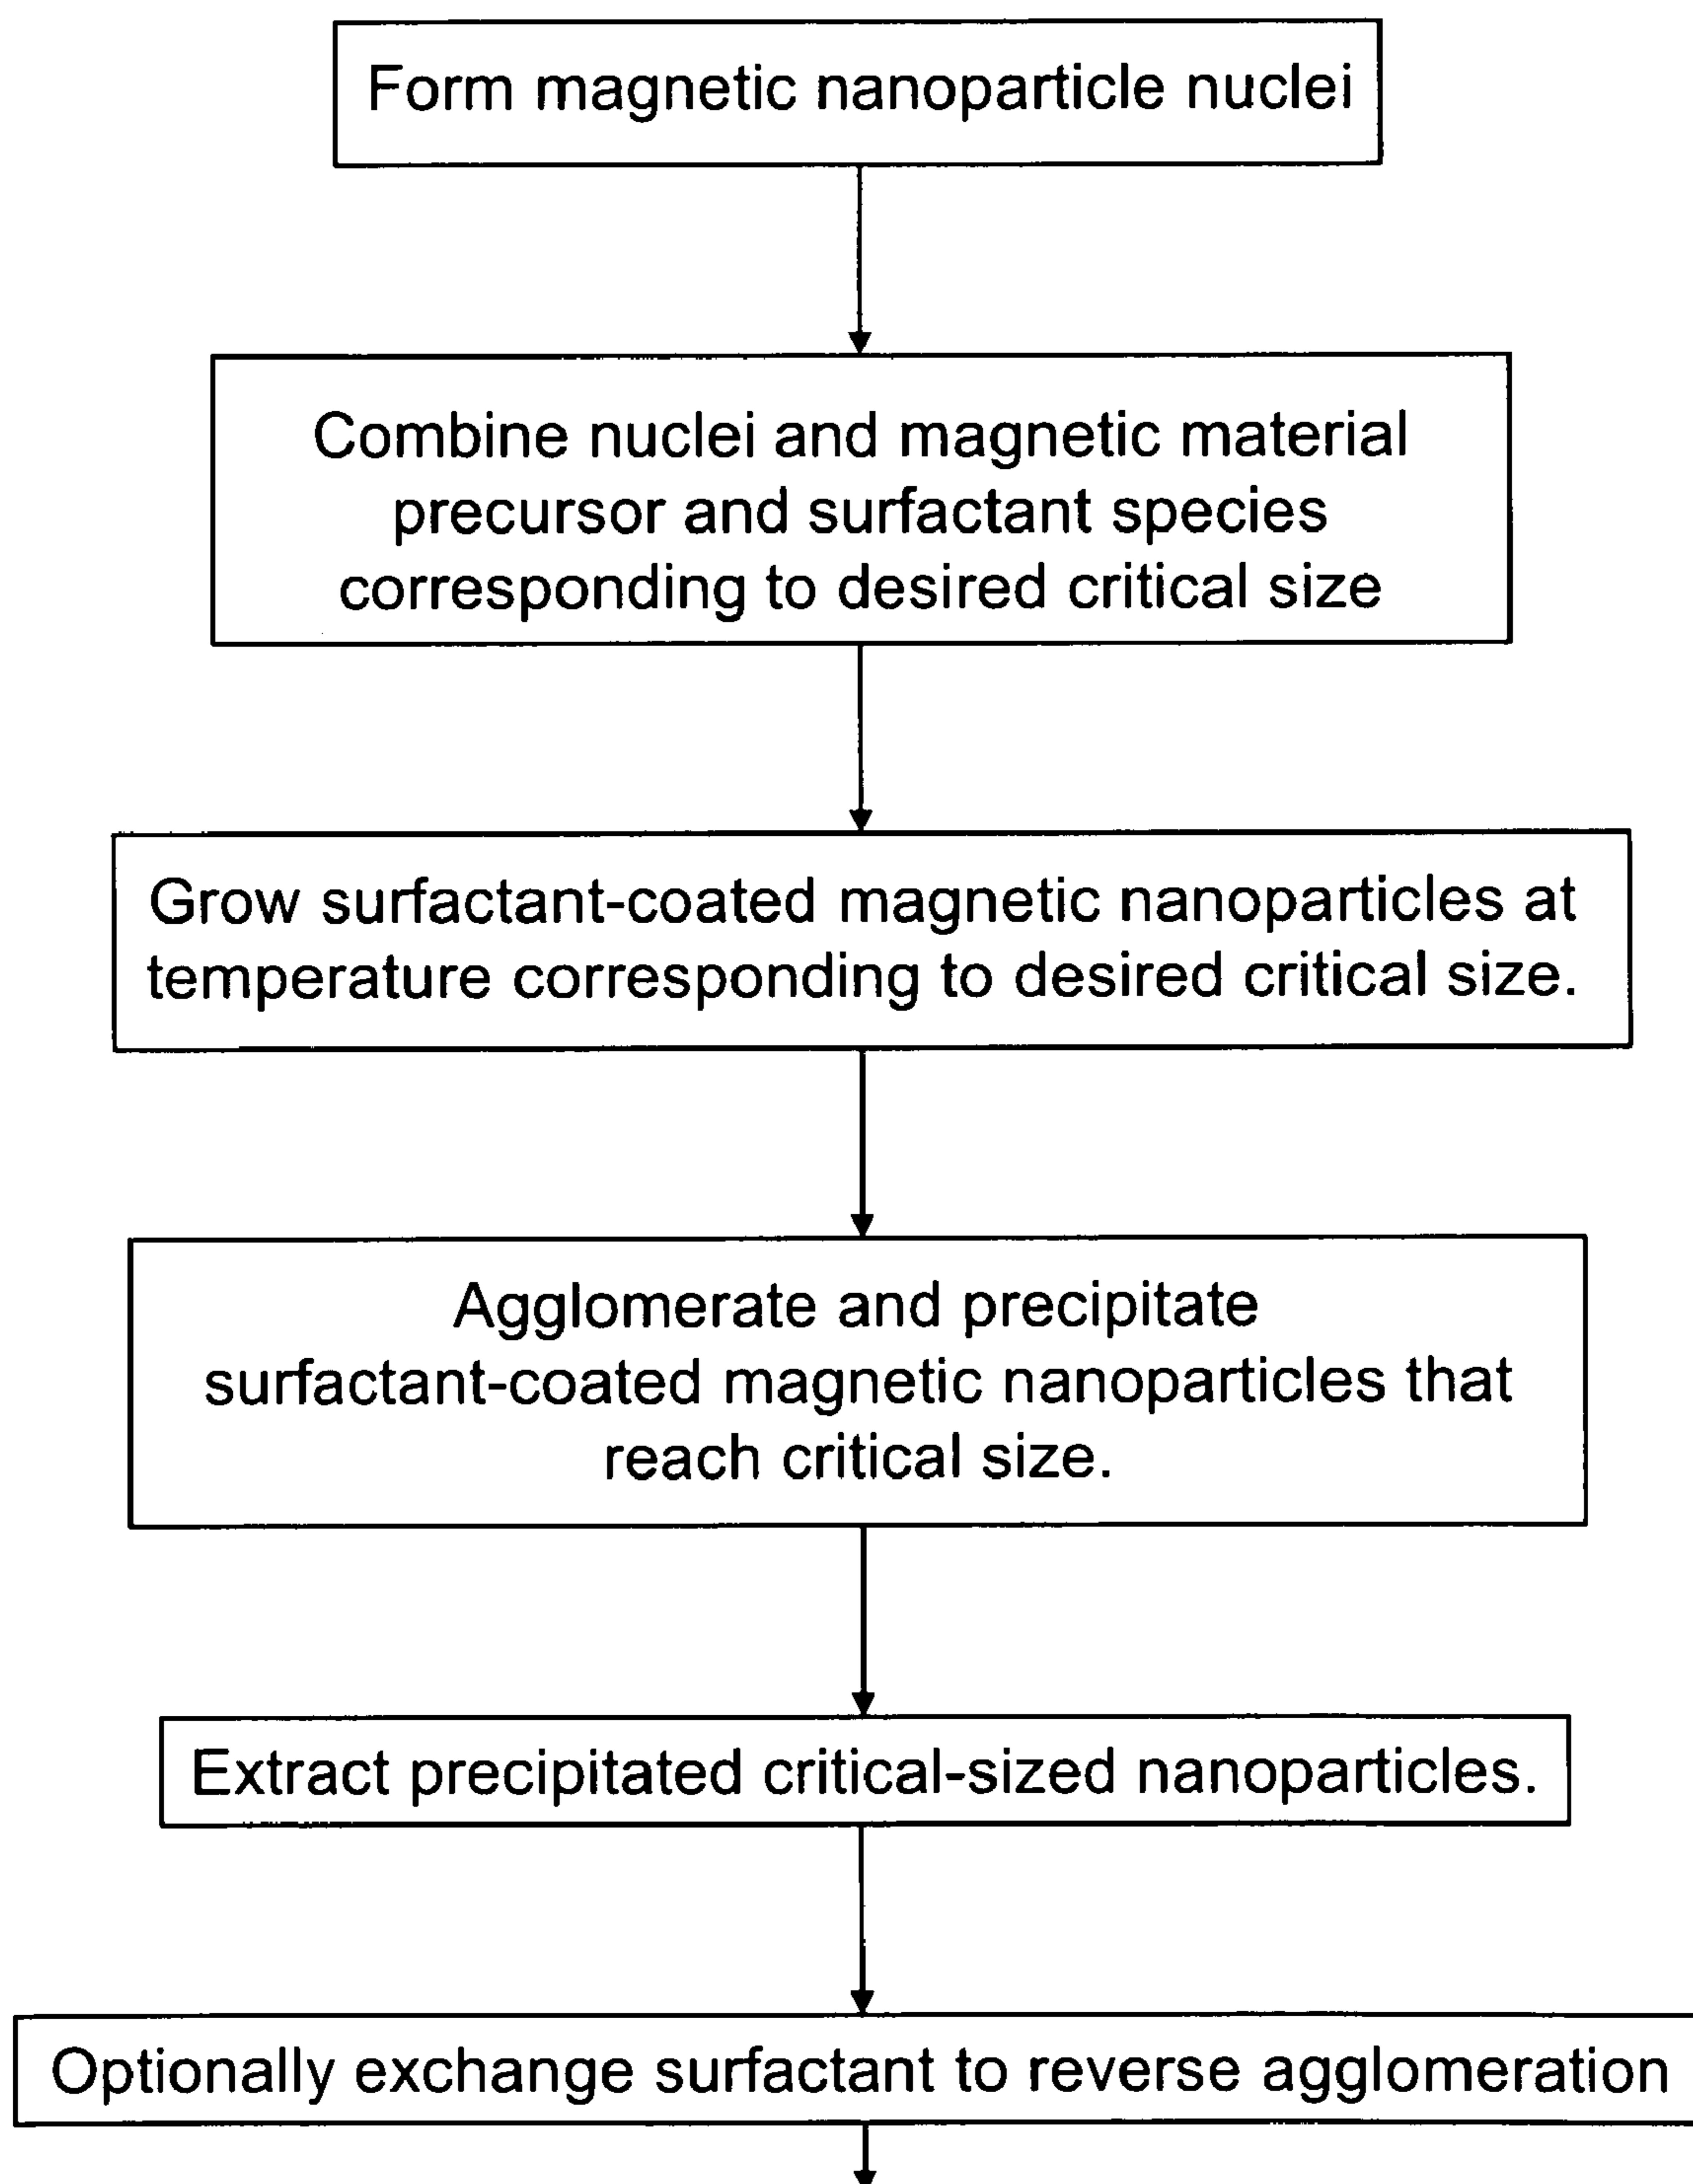 Form magnetic nanoparticle nuclei
Combine nuclei and magnetic material
precursor and surfactant species
corresponding to desired critical size
Grow surfactant-coated magnetic nanoparticles at
temperature corresponding to desired critical size.
Agglomerate and precipitate
surfactant-coated magnetic nanoparticles that
reach critical size.
Extract precipitated critical-sized nanoparticles.
Optionally exchange surfactant to reverse agglomeration